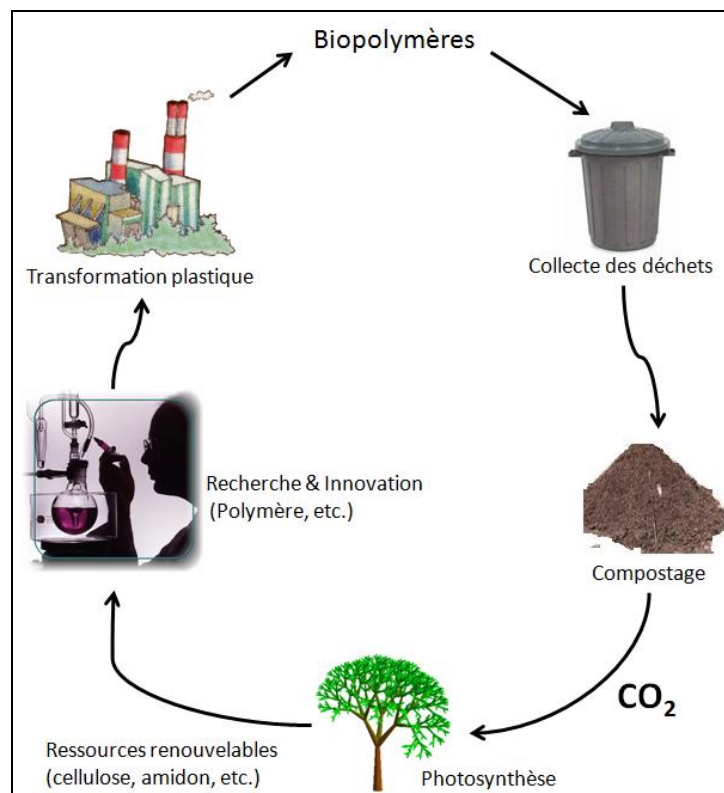 Biopolymères
Collecte des déchets
Compostage
CO₂
Photosynthèse
Ressources renouvelables
(cellulose, amidon, etc.)
Recherche & Innovation
(Polymère, etc.)
Transformation plastique